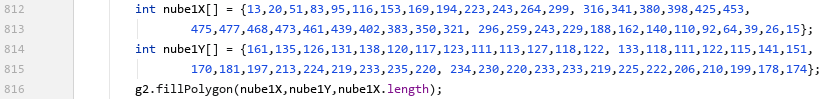 812 int nube1X[] = {13,20,51,83,95,116,153,169,194,223,243,264,299, 316,341,380,398,425,453,
813 475,477,468,473,461,439,402,383,350,321, 296,259,243,229,188,162,140,110,92,64,39,26,15};
814 int nube1Y[] = {161,135,126,131,138,120,117,123,111,113,127,118,122, 133,118,111,122,115,141,151,
815 170,181,197,213,224,219,233,235,220, 234,230,220,233,233,219,225,222,206,210,199,178,174};
816 g2.fillPolygon(nube1X,nube1Y,nube1X.length);